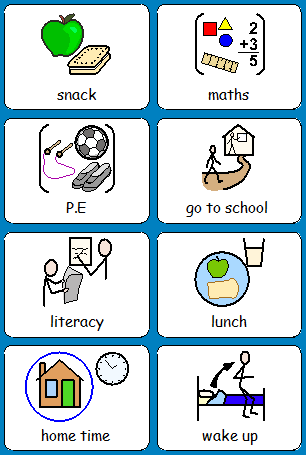 snack
2
+3
5
maths
P.E
go to school
literacy
lunch
home time
wake up